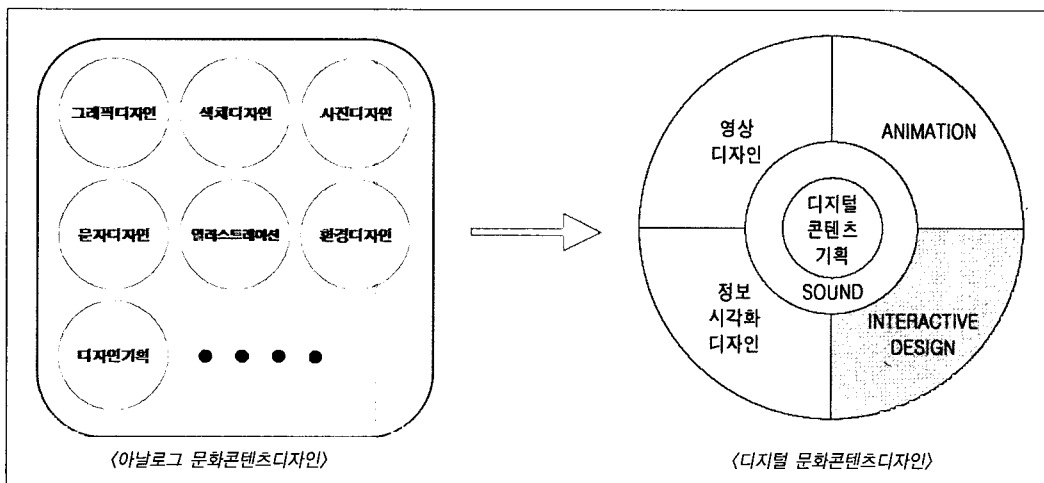 그래픽디자인
색채디자인
사진디자인
문자디자인
일러스트레이션
환경디자인
디자인기획
영상
디자인
ANIMATION
디지털
콘텐츠
기획
SOUND
정보
시각화
디자인
INTERACTIVE
DESIGN
〈아날로그 문화콘텐츠디자인〉
〈디지털 문화콘텐츠디자인〉